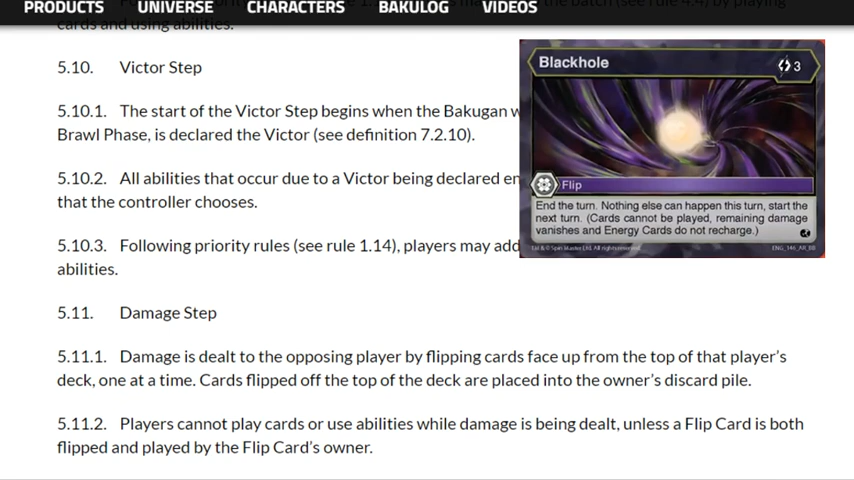 PRODUCTS UNIVERSE CHARACTERS BAKULOG VIDEOS
cards and using abilities.
5.10. Victor Step
5.10.1. The start of the Victor Step begins when the Bakugan w
Brawl Phase, is declared the Victor (see definition 7.2.10).
5.10.2. All abilities that occur due to a Victor being declared en
that the controller chooses.
5.10.3. Following priority rules (see rule 1.14), players may add
abilities.
5.11. Damage Step
5.11.1. Damage is dealt to the opposing player by flipping cards face up from the top of that player's
deck, one at a time. Cards flipped off the top of the deck are placed into the owner's discard pile.
5.11.2. Players cannot play cards or use abilities while damage is being dealt, unless a Flip Card is both
flipped and played by the Flip Card's owner.
Blackhole
3
Flip
End the turn. Nothing else can happen this turn, start the
next turn. (Cards cannot be played, remaining damage
vanishes and Energy Cards do not recharge.)
ENG_146_AR_BB